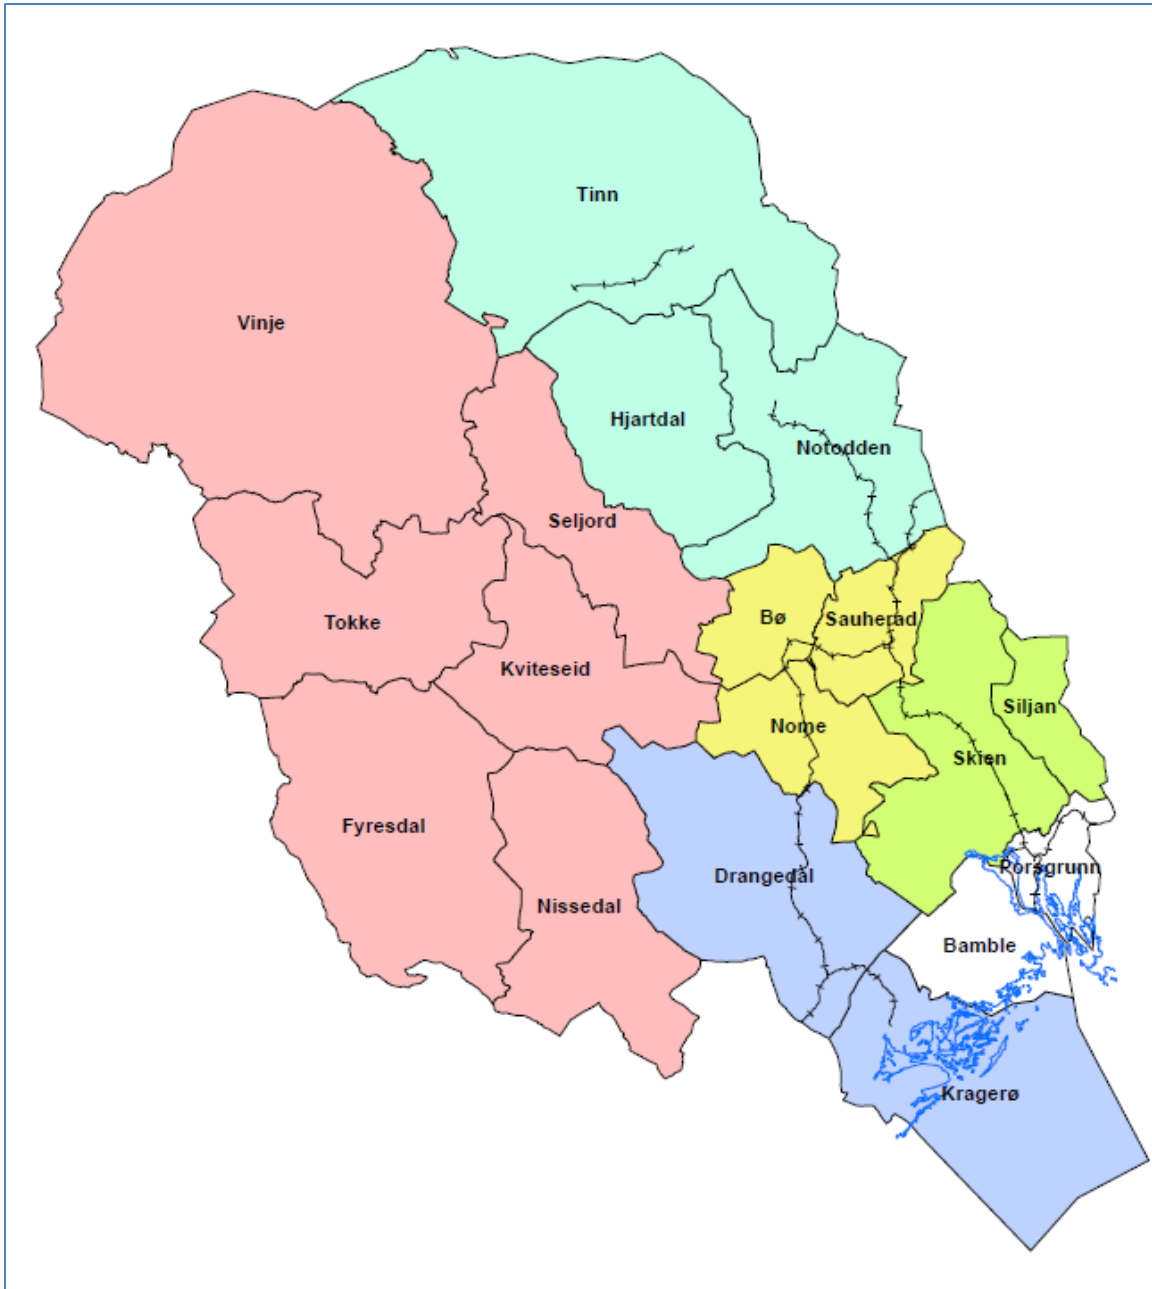 Tinn
Vinje
Hjartdal
Notodden
Seljord
Bø
Sauherad
Tokke
Kviteseid
Siljan
Nome
Skien
Fyresdal
Porsgrunn
Drangedal
Nissedal
Bamble
Kragerø